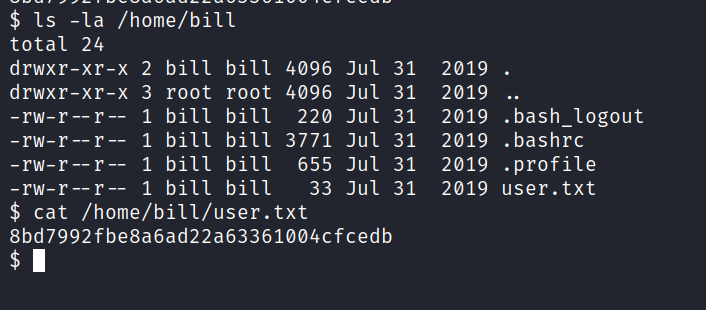 $ ls -la /home/bill
total 24
drwxr-xr-x 2 bill bill 4096 Jul 31  2019 .
drwxr-xr-x 3 root root 4096 Jul 31  2019 ..
-rw-r--r-- 1 bill bill  220 Jul 31  2019 .bash_logout
-rw-r--r-- 1 bill bill 3771 Jul 31  2019 .bashrc
-rw-r--r-- 1 bill bill  655 Jul 31  2019 .profile
-rw-r--r-- 1 bill bill   33 Jul 31  2019 user.txt
$ cat /home/bill/user.txt
8bd7992fbe8a6ad22a63361004cfcedb
$